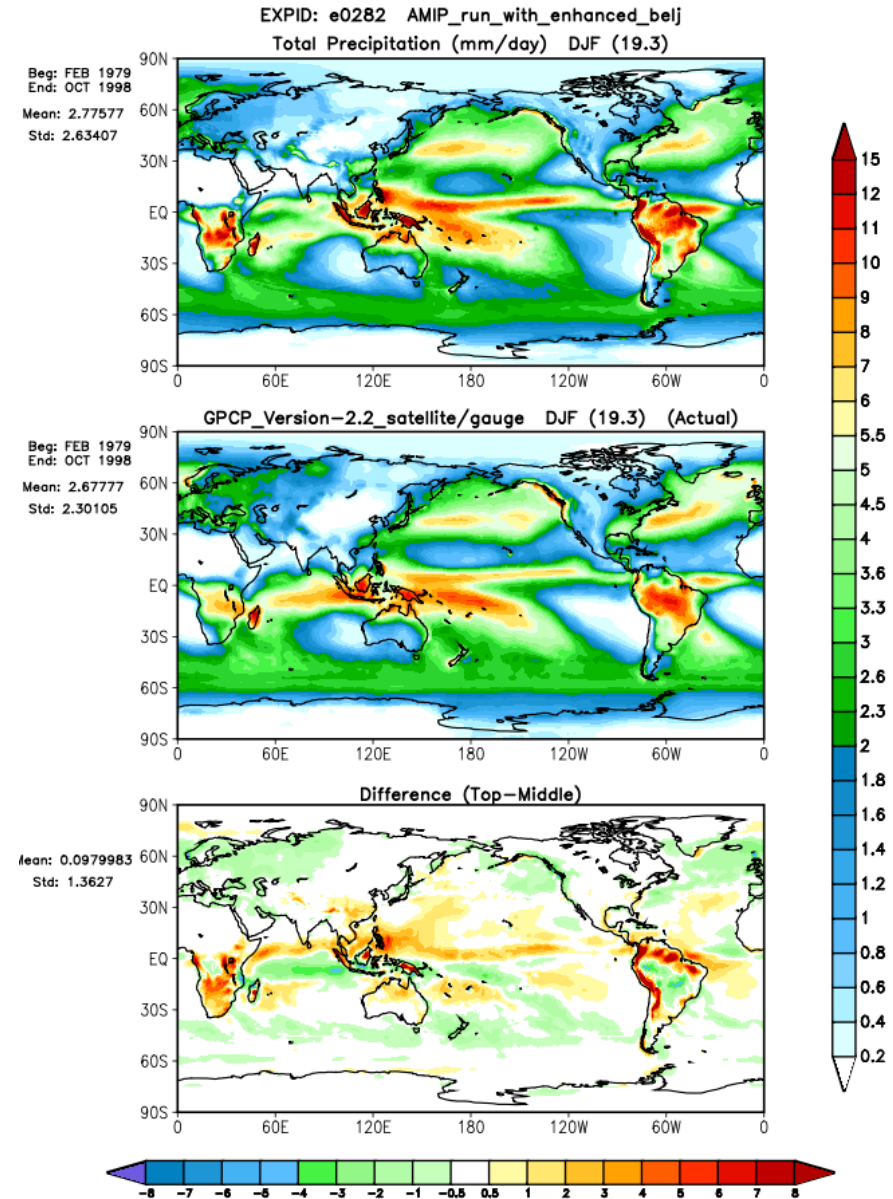 EXPID: e0282 AMIP_run_with_enhanced_belj
Total Precipitation (mm/day) DJF (19.3)
Beg: FEB 1979
End: OCT 1998
Mean: 2.77577
Std: 2.63407
90N
60N
30N
EQ
30S
60S
90S
0 60E 120E 180 120W 60W 0
GPCP_Version-2.2_satellite/gauge DJF (19.3) (Actual)
Beg: FEB 1979
End: OCT 1998
Mean: 2.67777
Std: 2.30105
90N
60N
30N
EQ
30S
60S
90S
0 60E 120E 180 120W 60W 0
Difference (Top-Middle)
Mean: 0.0979983
Std: 1.3627
90N
60N
30N
EQ
30S
60S
90S
0 60E 120E 180 120W 60W 0
15
12
11
10
9
7
6
5.5
5
4.5
4
3.6
3.3
3
2.6
2.3
2
1.8
1.6
1.4
1.2
1
0.8
0.6
0.4
0.2
-8 -7 -6 -5 -4 -3 -2 -1 -0.5 0.5 1 2 3 4 5 6 7 8